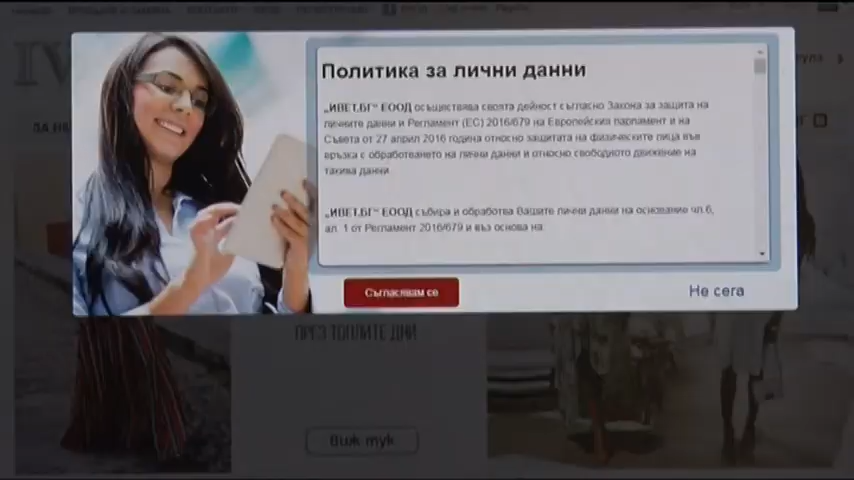 IV
Политика за лични данни
„ИВЕТ.БГ“ ЕООД осъществява своята дейност съгласно Закона за защита на
личните данни и Регламент (ЕС) 2016/679 на Европейския парламент и на
Съвета от 27 април 2016 година относно защитата на физическите лица във
връзка с обработването на лични данни и относно свободното движение на
такива данни.
„ИВЕТ.БГ“ ЕООД събира и обработва Вашите лични данни на основание чл.6,
ал. 1 от Регламент 2016/679 и въз основа на:
Съгласявам се
Не сега
ПРЕЗ ТОПЛИТЕ ДНИ
Виж тук